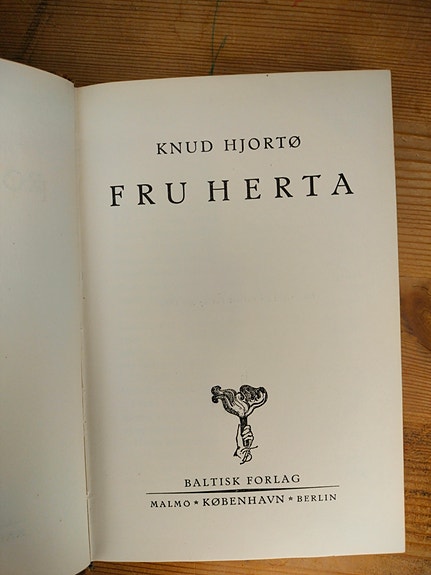 KNUD HJORTØ
FRU HERTA
BALTISK FORLAG
MALMÖ * KØBENHAVN * BERLIN